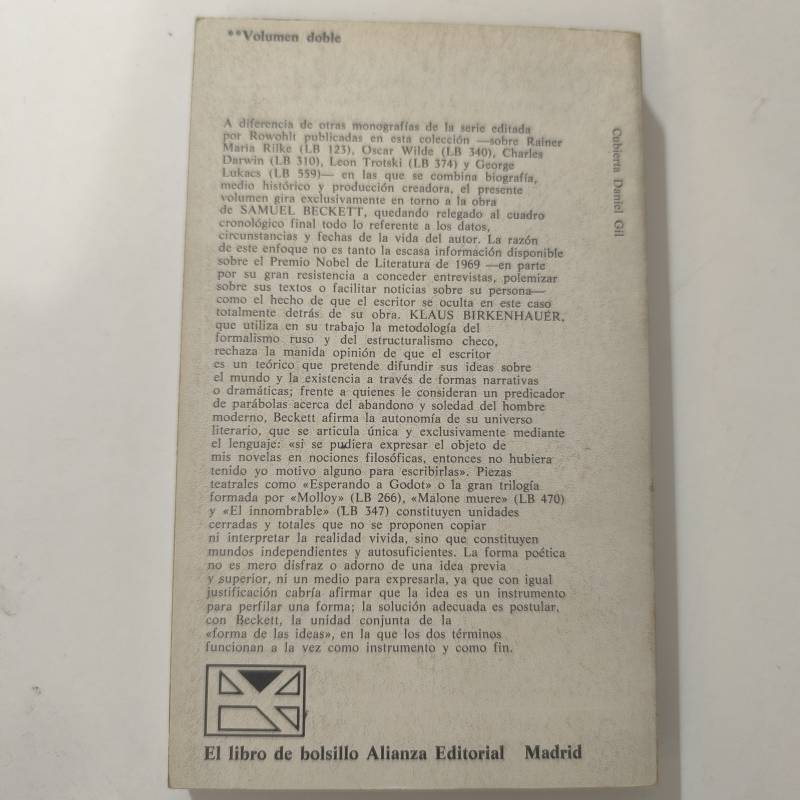 **Volumen doble
A diferencia de otras monografías de la serie editada
por Rowohlt publicadas en esta colección —sobre Rainer
Maria Rilke (LB 123), Oscar Wilde (LB 340), Charles
Darwin (LB 310), Leon Trotski (LB 374) y George
Lukacs (LB 559)— en las que se combina biografía,
medio histórico y producción creadora, el presente
volumen gira exclusivamente en torno a la obra
de SAMUEL BECKETT, quedando relegado al cuadro
cronológico final todo lo referente a los datos,
circunstancias y fechas de la vida del autor. La razón
de este enfoque no es tanto la escasa información disponible
sobre el Premio Nobel de Literatura de 1969 —en parte
por su gran resistencia a conceder entrevistas, polemizar
sobre sus textos o facilitar noticias sobre su persona—
como el hecho de que el escritor se oculta en este caso
totalmente detrás de su obra. KLAUS BIRKENHAUER,
que utiliza en su trabajo la metodología del
formalismo ruso y del estructuralismo checo,
rechaza la manida opinión de que el escritor
es un teórico que pretende difundir sus ideas sobre
el mundo y la existencia a través de formas narrativas
o dramáticas; frente a quienes le consideran un predicador
de parábolas acerca del abandono y soledad del hombre
moderno, Beckett afirma la autonomía de su universo
literario, que se articula única y exclusivamente mediante
el lenguaje: «si se pudiera expresar el objeto de
mis novelas en nociones filosóficas, entonces no hubiera
tenido yo motivo alguno para escribirlas». Piezas
teatrales como «Esperando a Godot» o la gran trilogía
formada por «Molloy» (LB 266), «Malone muere» (LB 470)
y «El innombrable» (LB 347) constituyen unidades
cerradas y totales que no se proponen copiar
ni interpretar la realidad vivida, sino que constituyen
mundos independientes y autosuficientes. La forma poética
no es mero disfraz o adorno de una idea previa
y superior, ni un medio para expresarla, ya que con igual
justificación cabría afirmar que la idea es un instrumento
para perfilar una forma; la solución adecuada es postular,
con Beckett, la unidad conjunta de la
«forma de las ideas», en la que los dos términos
funcionan a la vez como instrumento y como fin.
El libro de bolsillo Alianza Editorial Madrid
Cubierta Daniel Gil